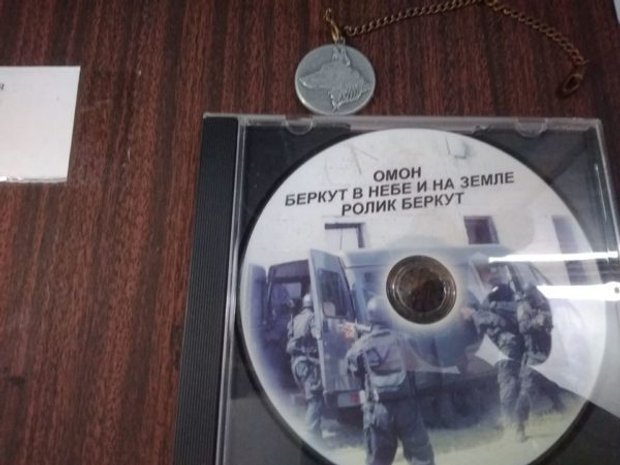 ОМОН
БЕРКУТ В НЕБЕ И НА ЗЕМЛЕ
РОЛИК БЕРКУТ